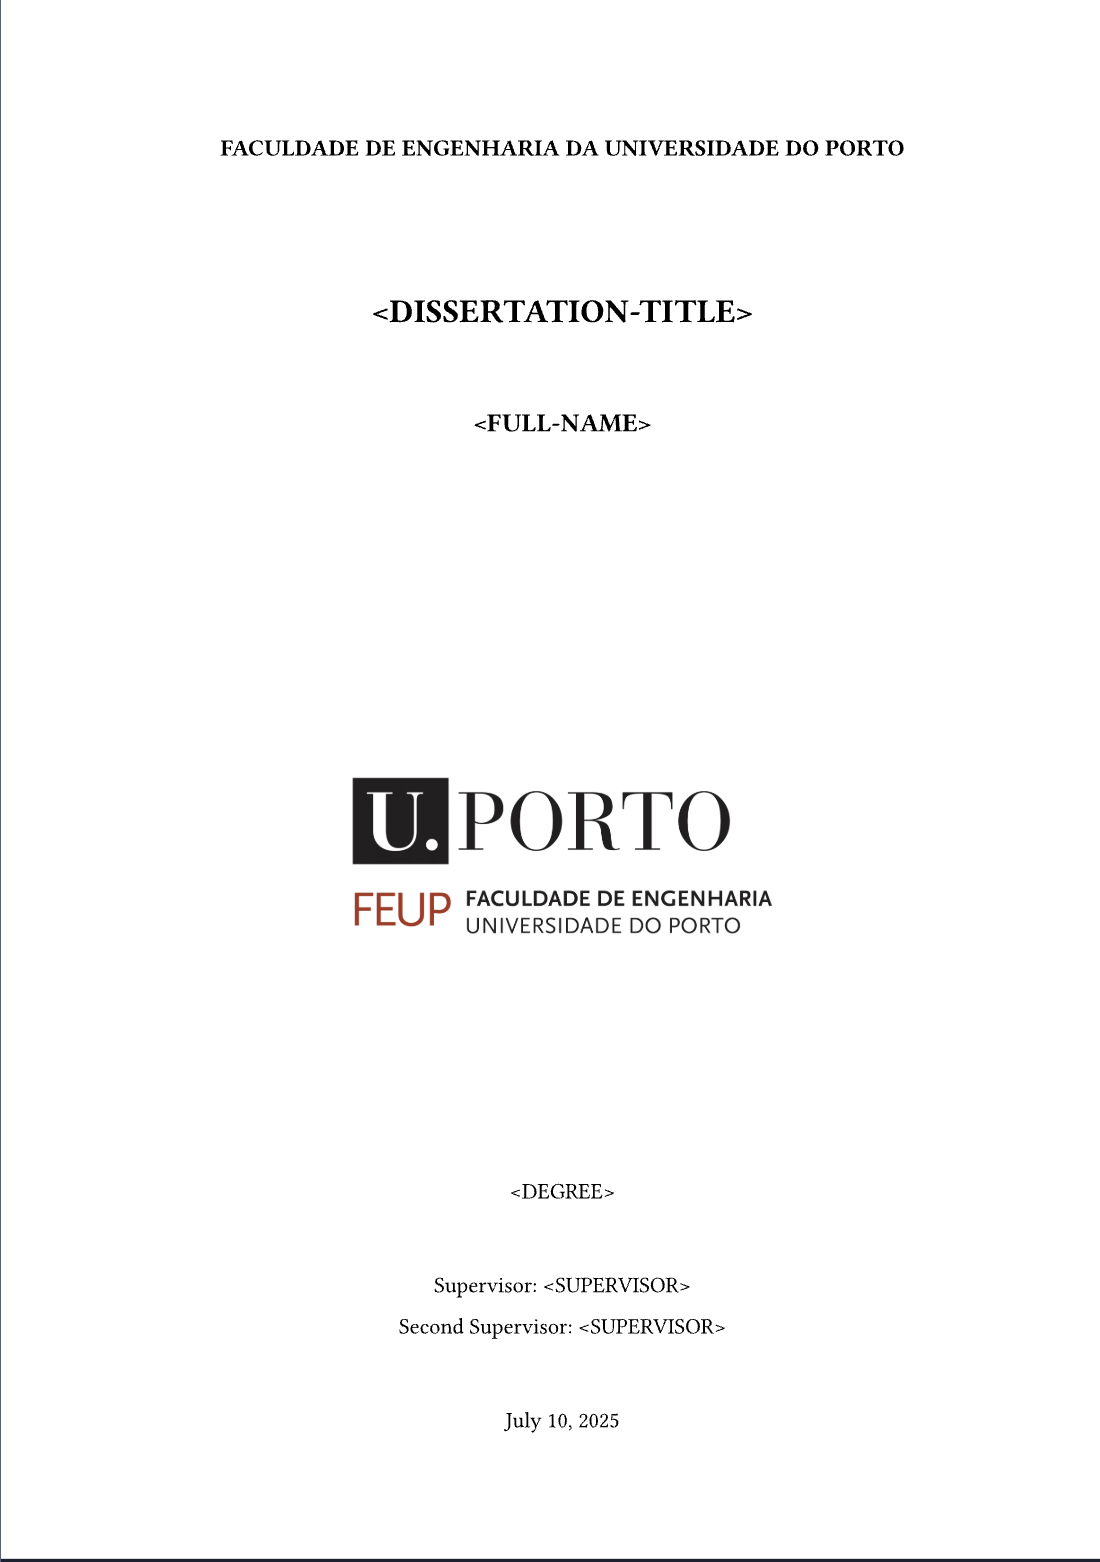 FACULDADE DE ENGENHARIA DA UNIVERSIDADE DO PORTO
<DISSERTATION-TITLE>
<FULL-NAME>
U. PORTO
FEUP FACULDADE DE ENGENHARIA
UNIVERSIDADE DO PORTO
<DEGREE>
Supervisor: <SUPERVISOR>
Second Supervisor: <SUPERVISOR>
July 10, 2025